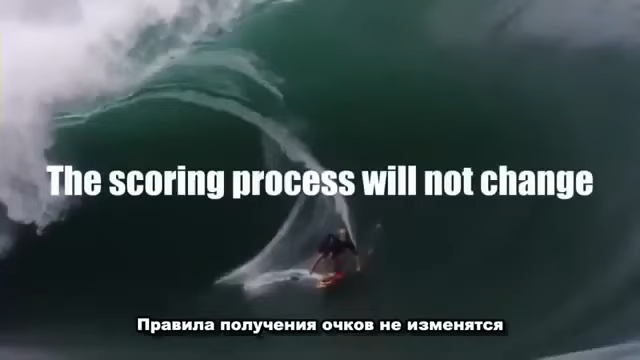 The scoring process will not change
Правила получения очков не изменятся